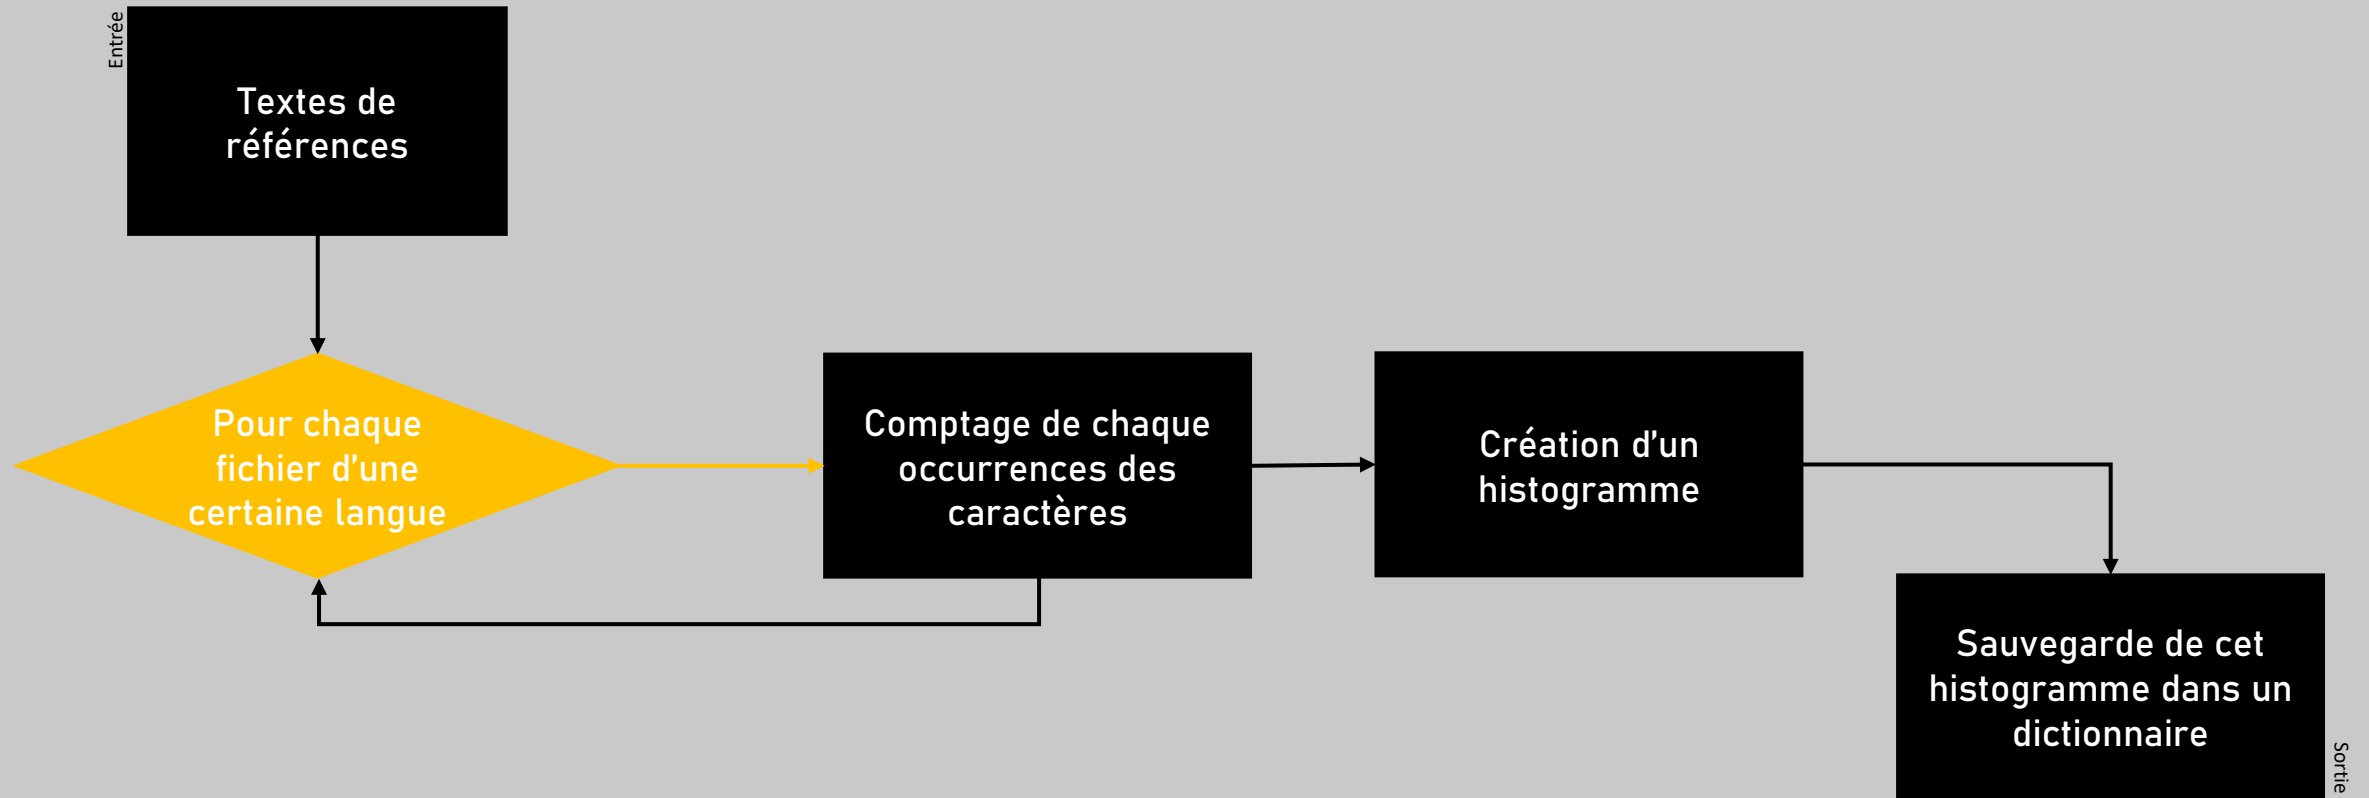 Entrée
Textes de
références
Pour chaque
fichier d’une
certaine langue
Comptage de chaque
occurrences des
caractères
Création d’un
histogramme
Sauvegarde de cet
histogramme dans un
dictionnaire
Sortie